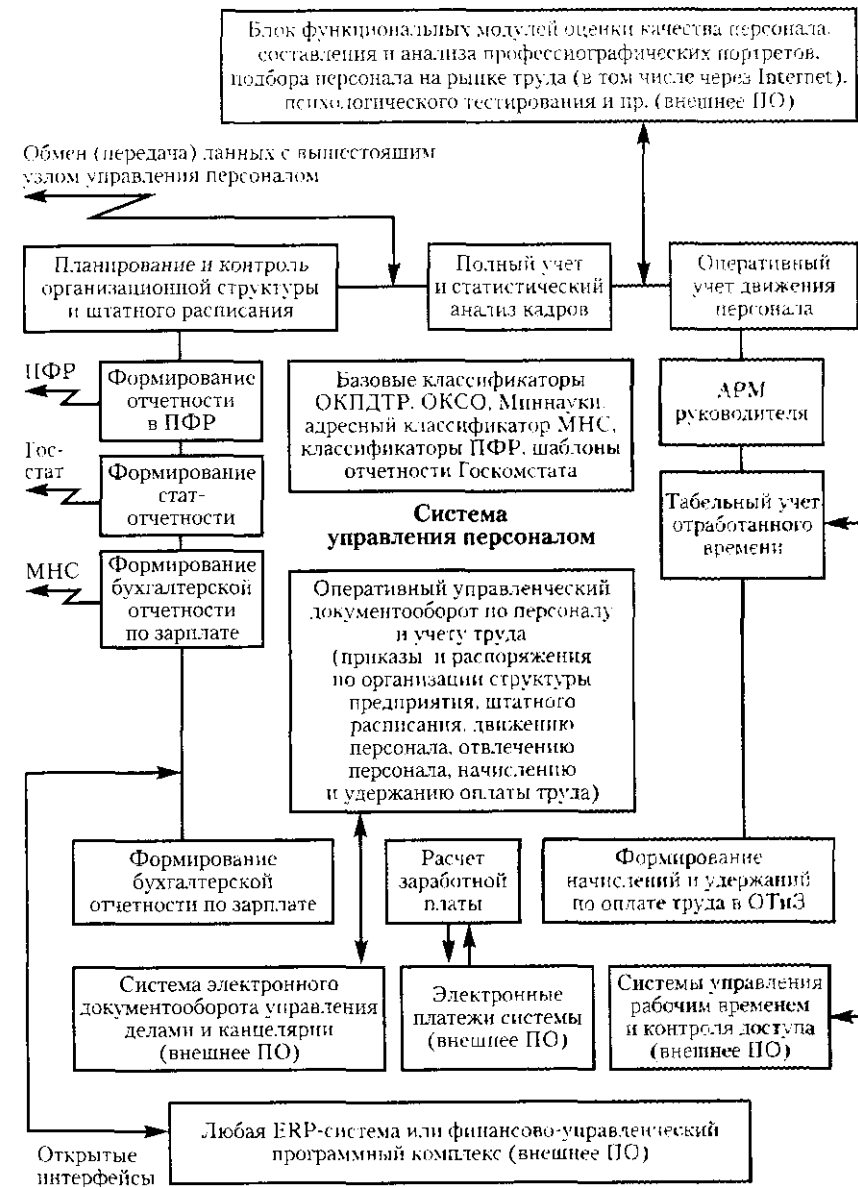 Блок функциональных модулей оценки качества персонала,
составления и анализа профессиографических портретов,
подбора персонала на рынке труда (в том числе через Internet),
психологического тестирования и пр. (внешнее ПО)
Обмен (передача) данных с вышестоящим
узлом управления персоналом
Планирование и контроль
организационной структуры
и штатного расписания
Полный учет
и статистический
анализ кадров
Оперативный
учет движения
персонала
ПФР
Формирование
отчетности
в ПФР
Базовые классификаторы
ОКПДТР, ОКСО, Миннауки,
адресный классификатор МНС,
классификаторы ПФР, шаблоны
отчетности Госкомстата
АРМ
руководителя
Гос-
стат
Формирование
стат-
отчетности
Система
управления персоналом
Табельный учет
отработанного
времени
МНС
Формирование
бухгалтерской
отчетности
по зарплате
Оперативный управленческий
документооборот по персоналу
и учету труда
(приказы и распоряжения
по организации структуры
предприятия, штатного
расписания, движению
персонала, отвлечению
персонала, начислению
и удержанию оплаты труда)
Формирование
бухгалтерской
отчетности по зарплате
Расчет
заработной
платы
Формирование
начислений и удержаний
по оплате труда в ОТиЗ
Система электронного
документооборота управления
делами и канцелярии
(внешнее ПО)
Электронные
платежи системы
(внешнее ПО)
Системы управления
рабочим временем
и контроля доступа
(внешнее ПО)
Любая ERP-система или финансово-управленческий
программный комплекс (внешнее ПО)
Открытые
интерфейсы